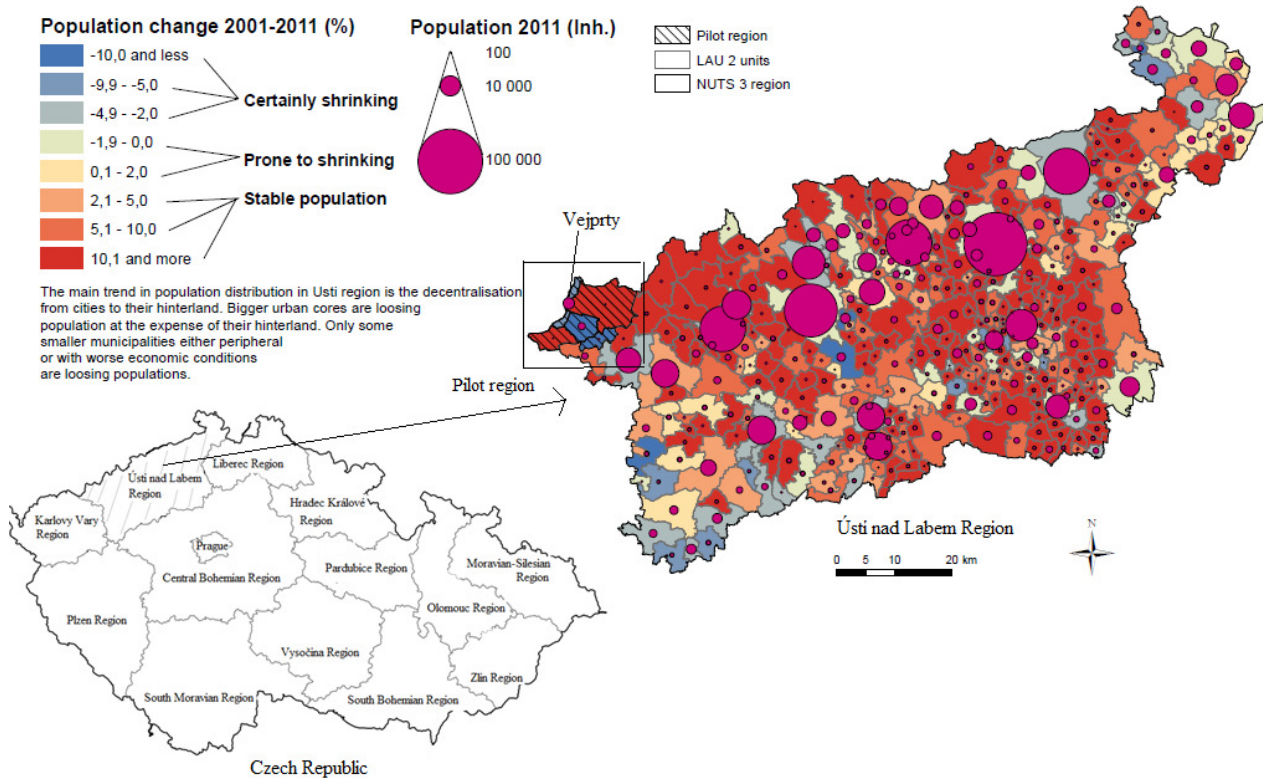 Population change 2001-2011 (%)
-10,0 and less
-9,9 - -5,0
-4,9 - -2,0
-1,9 - 0,0
0,1 - 2,0
2,1 - 5,0
5,1 - 10,0
10,1 and more
Certainly shrinking
Prone to shrinking
Stable population
Population 2011 (Inh.)
100
10 000
100 000
Pilot region
LAU 2 units
NUTS 3 region
Vejprty
The main trend in population distribution in Usti region is the decentralisation
from cities to their hinterland. Bigger urban cores are loosing
population at the expense of their hinterland. Only some
smaller municipalities either peripheral
or with worse economic conditions
are loosing populations.
Pilot region
Liberec Region
Ústi nad Labem
Region
Hradec Králové
Region
Karlovy Vary
Region
Prague
Central Bohemian Region
Pardubice Region
Moravian-Silesian
Region
Olomouc Region
Plzen Region
Vysočina Region
Zlin Region
South Moravian Region
South Bohemian Region
Czech Republic
Ústi nad Labem Region
0 5 10 20 km
N